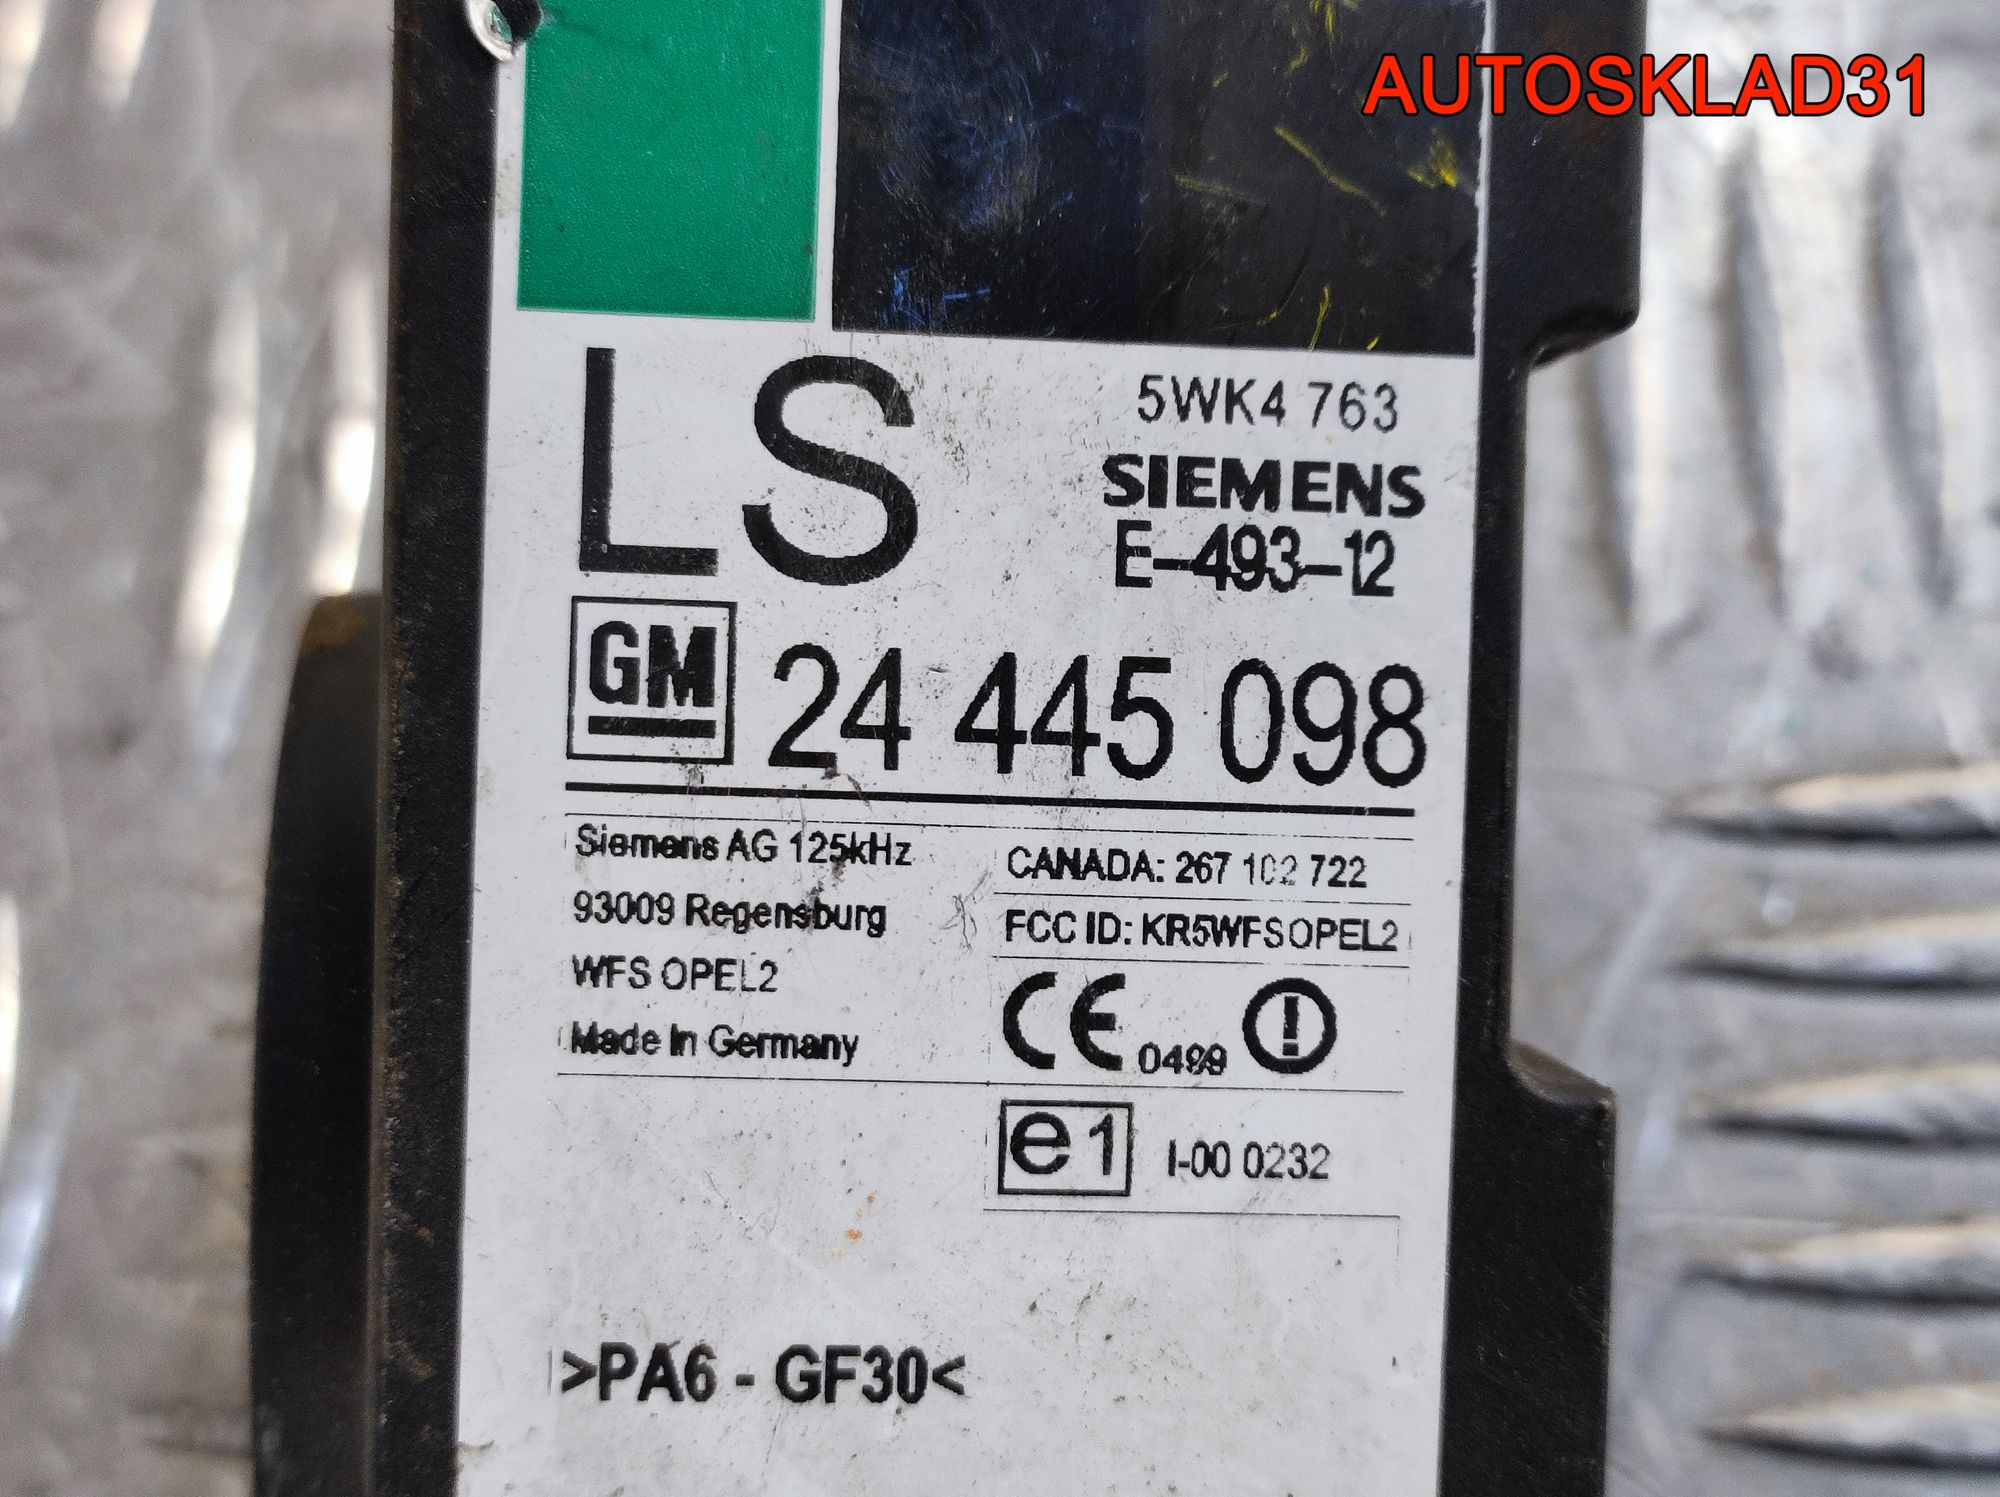 AUTOSKLAD31
LS
5WK4 763
SIEMENS
E-493-12
GM 24 445 098
Siemens AG 125kHz
93009 Regensburg
WFS OPEL2
Made In Germany
CANADA: 267 102 722
FCC ID: KR5WFSOPEL2
CE 0499 !
e1 I-00 0232
>PA6 - GF30<